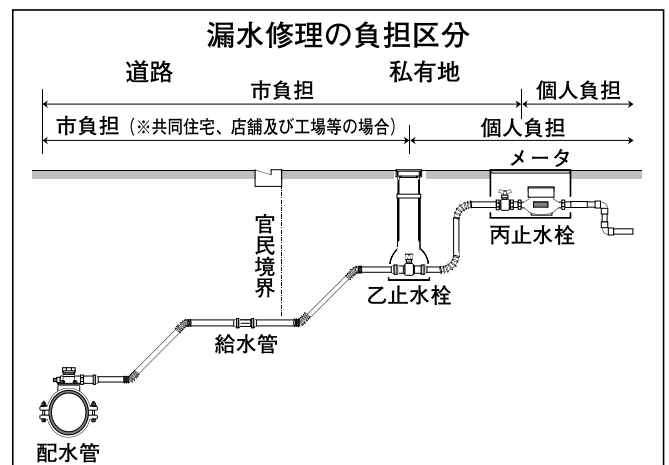 漏水修理の負担区分
道路 私有地
市負担 個人負担
市負担（※共同住宅、店舗及び工場等の場合） 個人負担
メータ
官民境界
丙止水栓
乙止水栓
給水管
配水管